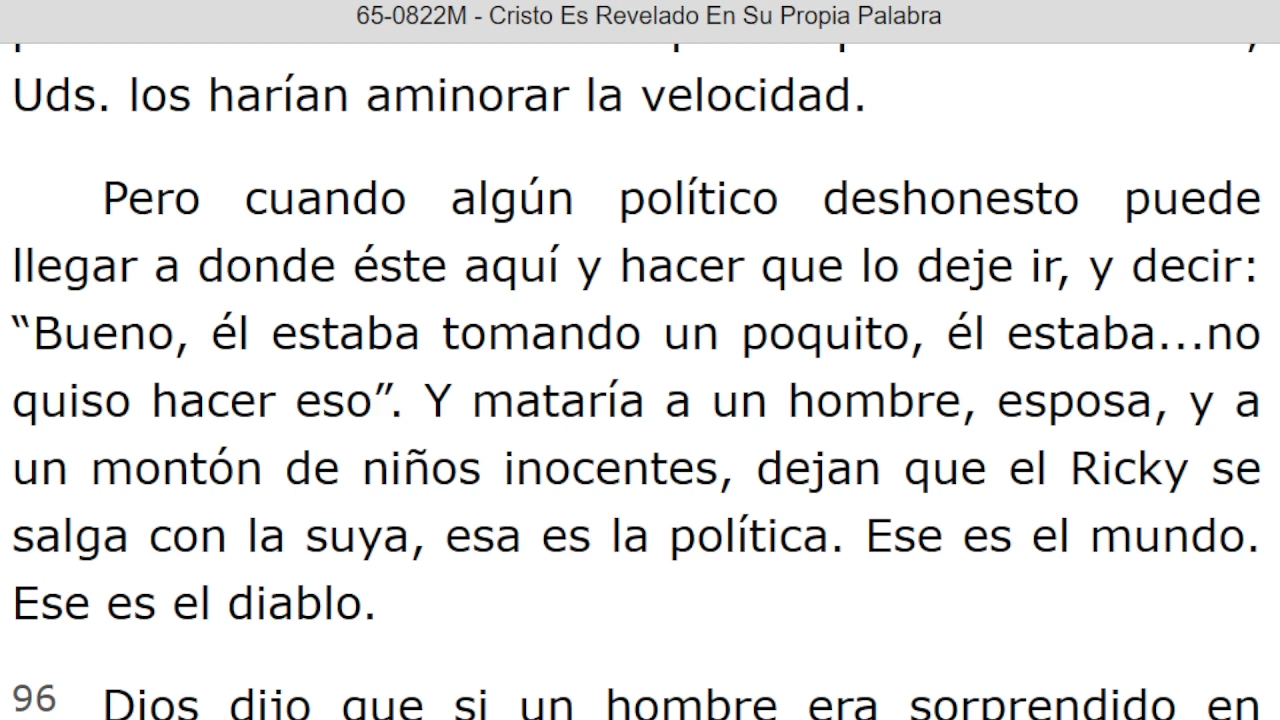 65-0822M - Cristo Es Revelado En Su Propia Palabra
Uds. los harían aminorar la velocidad.
Pero cuando algún político deshonesto puede
llegar a donde éste aquí y hacer que lo deje ir, y decir:
“Bueno, él estaba tomando un poquito, él estaba...no
quiso hacer eso”. Y mataría a un hombre, esposa, y a
un montón de niños inocentes, dejan que el Ricky se
salga con la suya, esa es la política. Ese es el mundo.
Ese es el diablo.
96 Dios dijo que si un hombre era sorprendido en